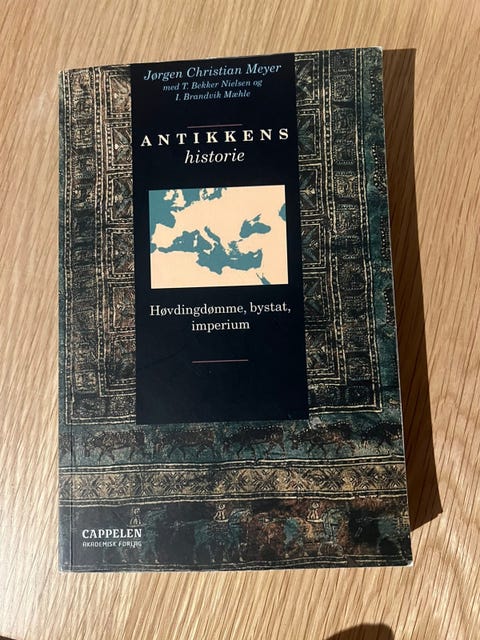 Jørgen Christian Meyer
med T. Bekker Nielsen og
I. Brandvik Mæhle
ANTIKKENS
historie
Høvdingdømme, bystat,
imperium
CAPPELEN
AKADEMISK FORLAG